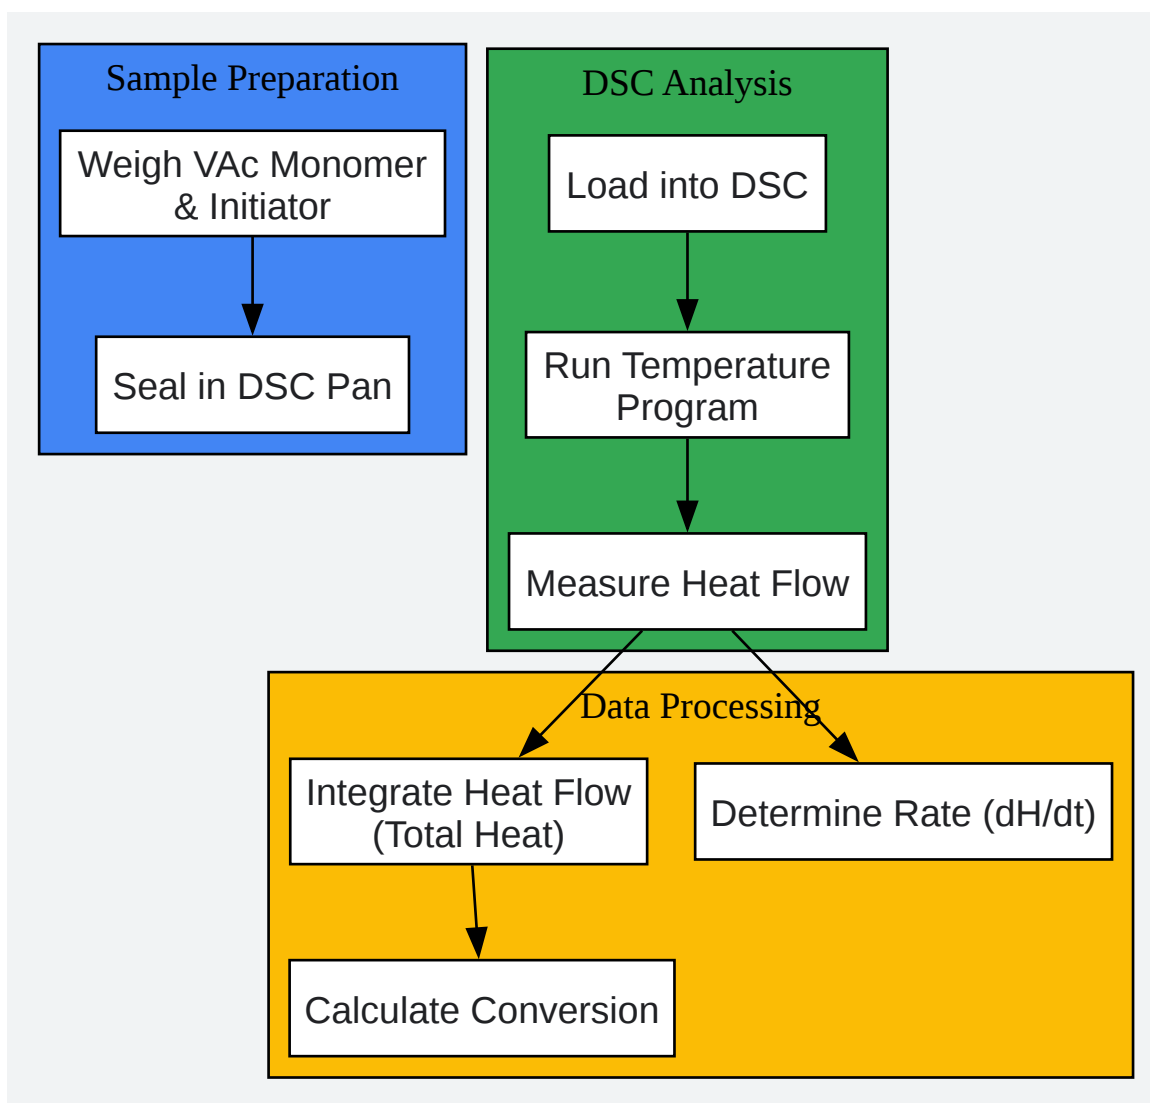 Sample Preparation
Weigh VAc Monomer
& Initiator
Seal in DSC Pan
DSC Analysis
Load into DSC
Run Temperature
Program
Measure Heat Flow
Data Processing
Integrate Heat Flow
(Total Heat)
Determine Rate (dH/dt)
Calculate Conversion